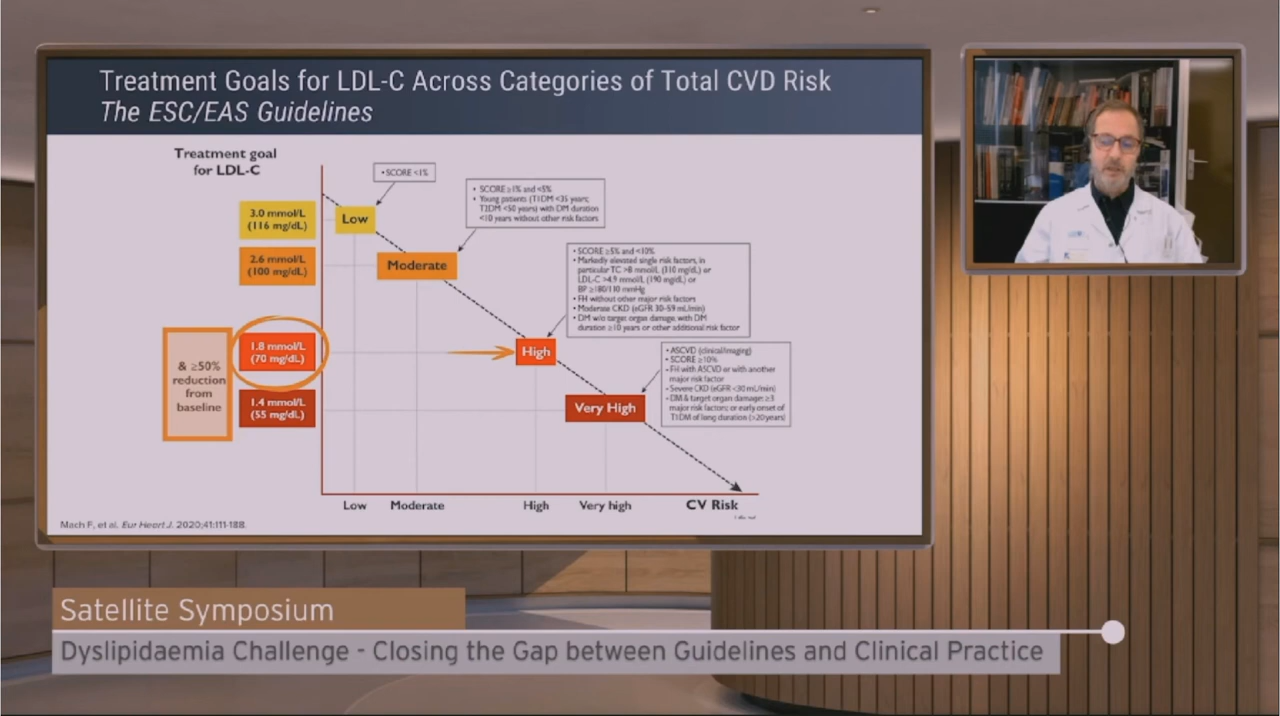 Treatment Goals for LDL-C Across Categories of Total CVD Risk
The ESC/EAS Guidelines
Treatment goal
for LDL-C
3.0 mmol/L
(116 mg/dL)
2.6 mmol/L
(100 mg/dL)
1.8 mmol/L
(70 mg/dL)
1.4 mmol/L
(55 mg/dL)
& ≥50%
reduction
from
baseline
Low
• SCORE <1%
Moderate
• SCORE ≥1% and <5%
• Young patients (T1DM <35 years;
T2DM <50 years) with DM duration
<10 years without other risk factors
High
• SCORE ≥5% and <10%
• Markedly elevated single risk factors, in
particular TC >8 mmol/L (310 mg/dL) or
LDL-C >4.9 mmol/L (190 mg/dL) or
BP ≥180/110 mmHg
• FH without other major risk factors
• Moderate CKD (eGFR 30–59 mL/min)
• DM w/o target organ damage, with DM
duration ≥10 years or other additional risk factor
Very High
• ASCVD (clinical/imaging)
• SCORE ≥10%
• FH with ASCVD or with another
major risk factor
• Severe CKD (eGFR <30 mL/min)
• DM & target organ damage: ≥3
major risk factors; or early onset of
T1DM of long duration (>20 years)
Low Moderate High Very high CV Risk
Mach F, et al. Eur Heart J. 2020;41:111-188.
Satellite Symposium
Dyslipidaemia Challenge - Closing the Gap between Guidelines and Clinical Practice